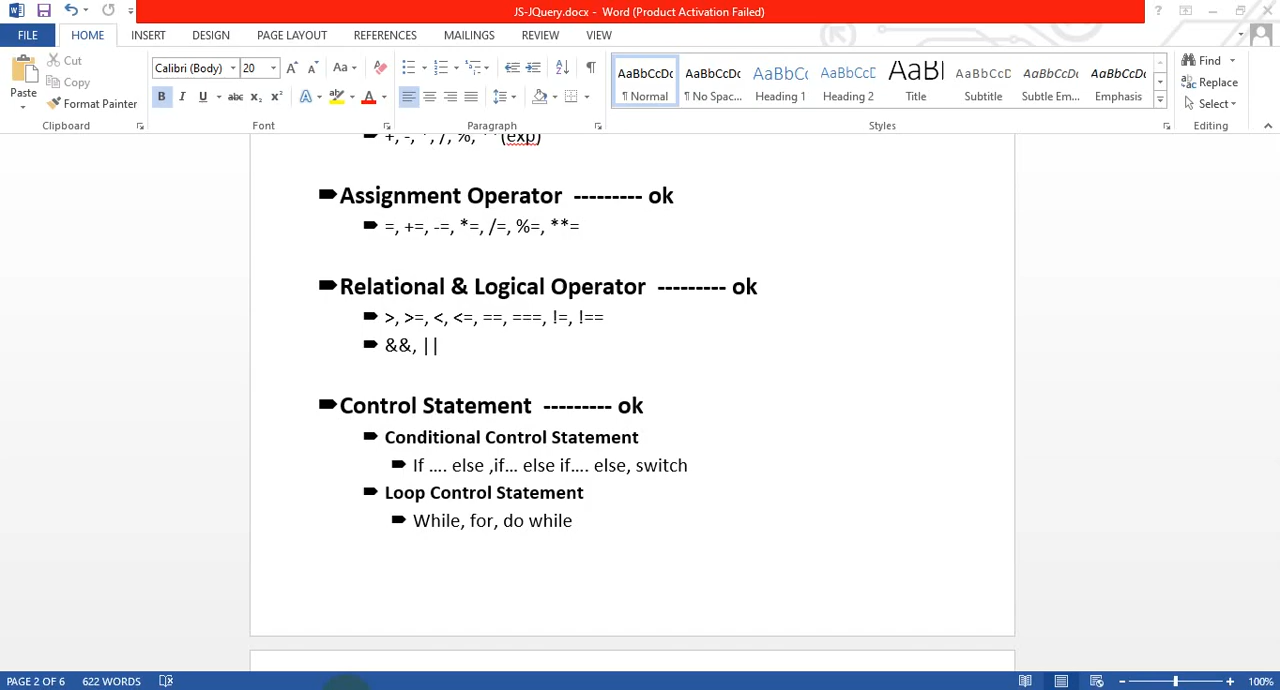 JS-JQuery.docx - Word (Product Activation Failed)
FILE HOME INSERT DESIGN PAGE LAYOUT REFERENCES MAILINGS REVIEW VIEW
Paste
Cut
Copy
Format Painter
Clipboard
Calibri (Body) 20
Font
Paragraph
AaBbCcDc AaBbCcDc AaBbCc AaBbCcD AaBl AaBbCcD AaBbCcDc AaBbCcDc
¶ Normal ¶ No Spac... Heading 1 Heading 2 Title Subtitle Subtle Em... Emphasis
Styles
Find
Replace
Select
Editing
+, -, *, /, %, **(exp)
Assignment Operator --------- ok
=, +=, -=, *=, /=, %=, **=
Relational & Logical Operator --------- ok
>, >=, <, <=, ==, ===, !=, !==
&&, ||
Control Statement --------- ok
Conditional Control Statement
If .... else ,if... else if.... else, switch
Loop Control Statement
While, for, do while
PAGE 2 OF 6 622 WORDS 100%